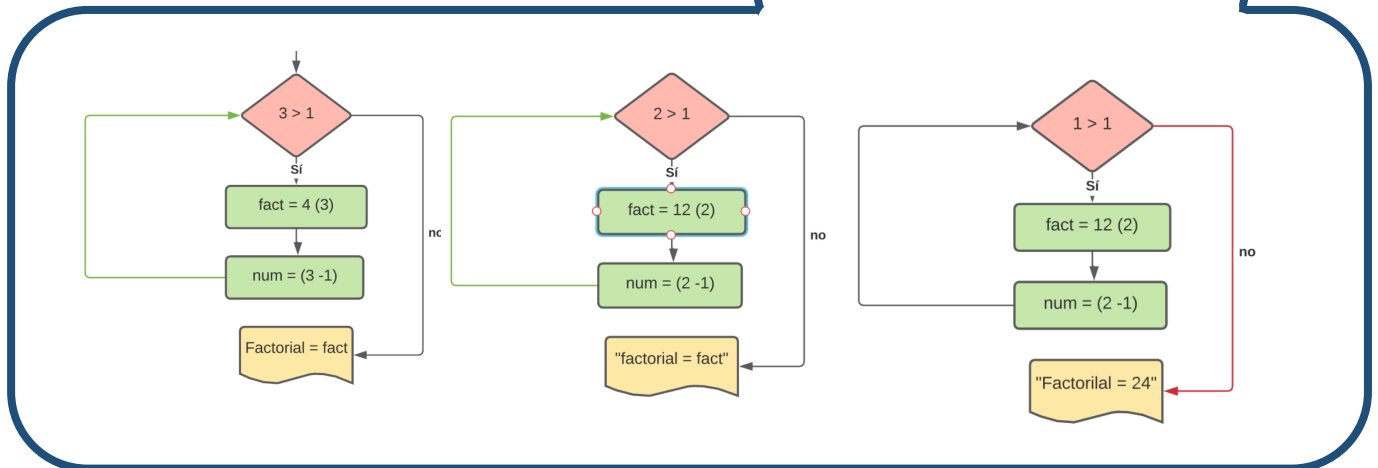 3 > 1
Sí
fact = 4 (3)
num = (3 -1)
Factorial = fact
2 > 1
Sí
fact = 12 (2)
num = (2 -1)
"factorial = fact"
no
1 > 1
Sí
fact = 12 (2)
num = (2 -1)
"Factorilal = 24"
no